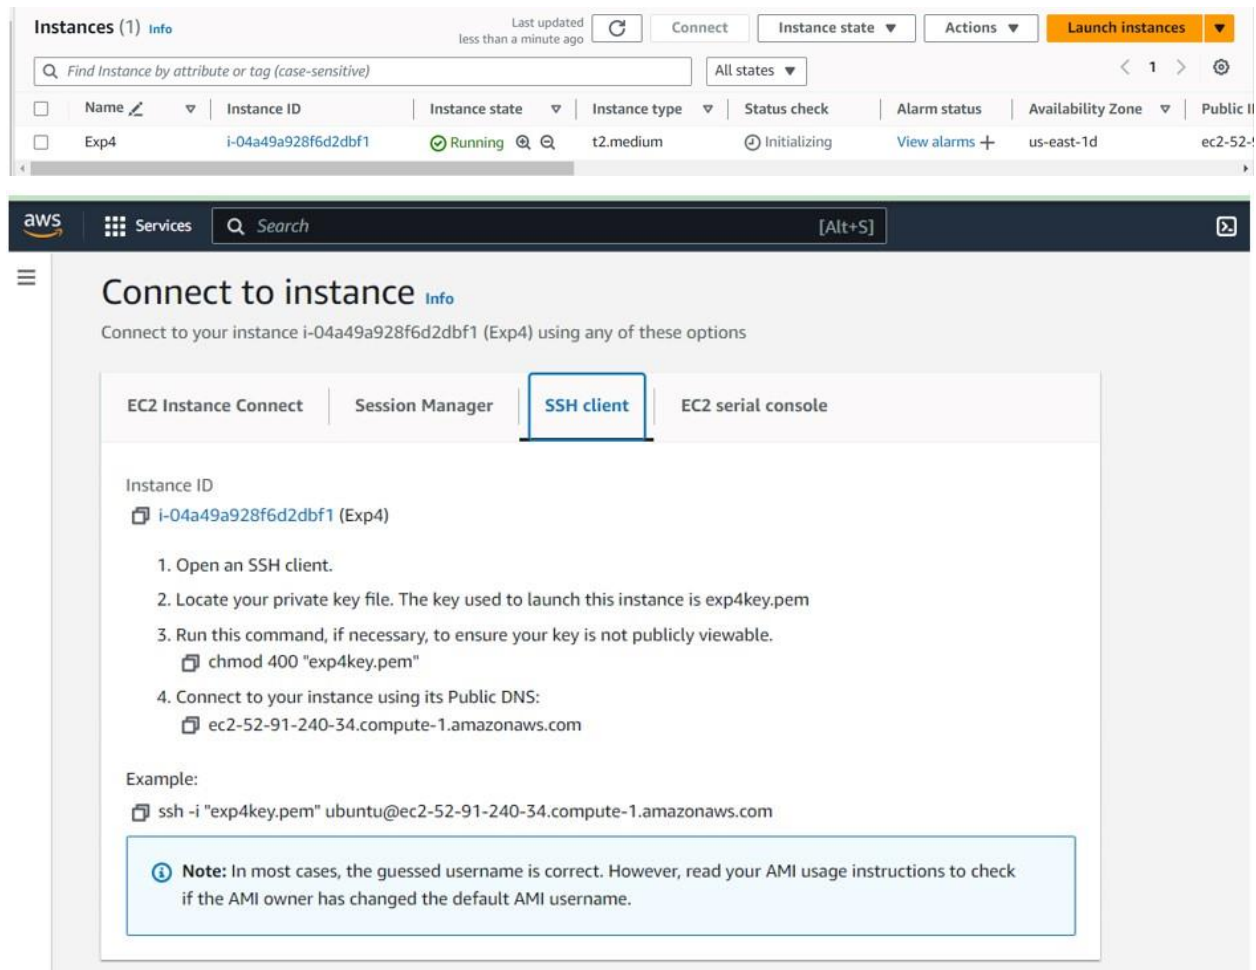 Instances (1) Info
Last updated
less than a minute ago
Connect
Instance state
Actions
Launch instances
Find Instance by attribute or tag (case-sensitive)
All states
1
Name Instance ID Instance state Instance type Status check Alarm status Availability Zone Public
Exp4 i-04a49a928f6d2dbf1 Running t2.medium Initializing View alarms + us-east-1d ec2-52-
aws Services Search [Alt+S]
Connect to instance Info
Connect to your instance i-04a49a928f6d2dbf1 (Exp4) using any of these options
EC2 Instance Connect Session Manager SSH client EC2 serial console
Instance ID
i-04a49a928f6d2dbf1 (Exp4)
1. Open an SSH client.
2. Locate your private key file. The key used to launch this instance is exp4key.pem
3. Run this command, if necessary, to ensure your key is not publicly viewable.
chmod 400 "exp4key.pem"
4. Connect to your instance using its Public DNS:
ec2-52-91-240-34.compute-1.amazonaws.com
Example:
ssh -i "exp4key.pem" ubuntu@ec2-52-91-240-34.compute-1.amazonaws.com
Note: In most cases, the guessed username is correct. However, read your AMI usage instructions to check
if the AMI owner has changed the default AMI username.